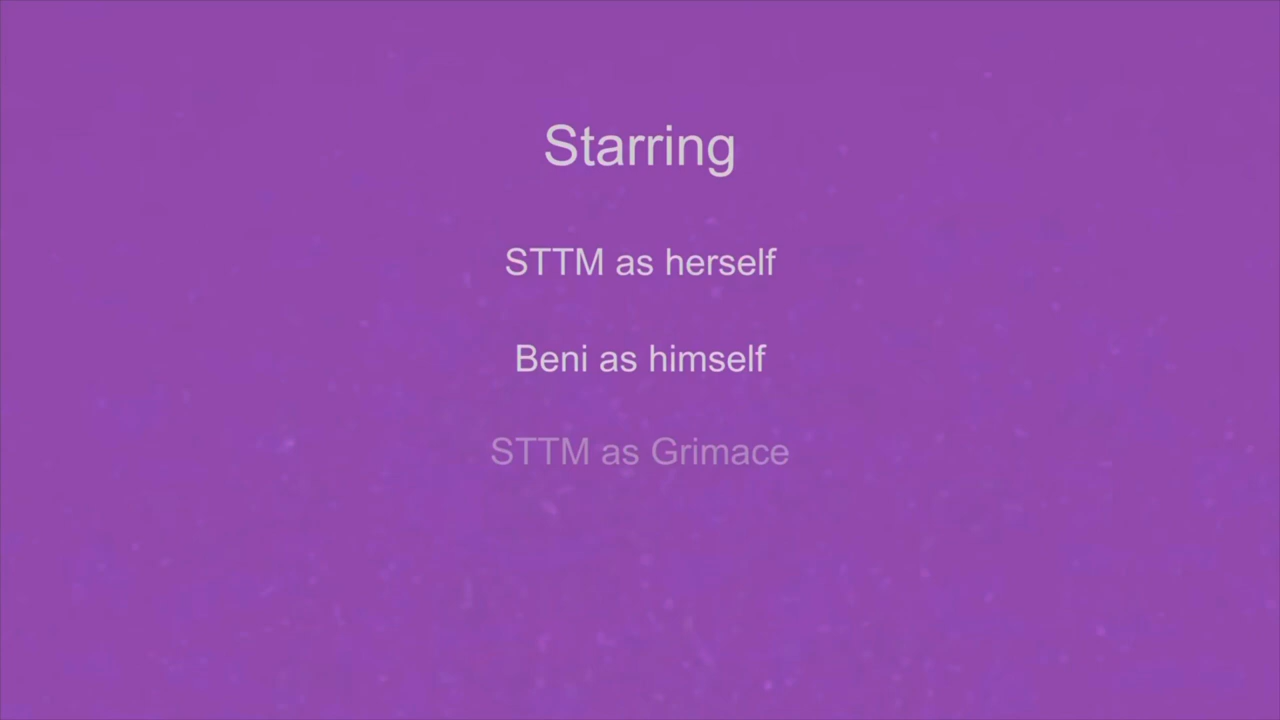 Starring
STTM as herself
Beni as himself
STTM as Grimace